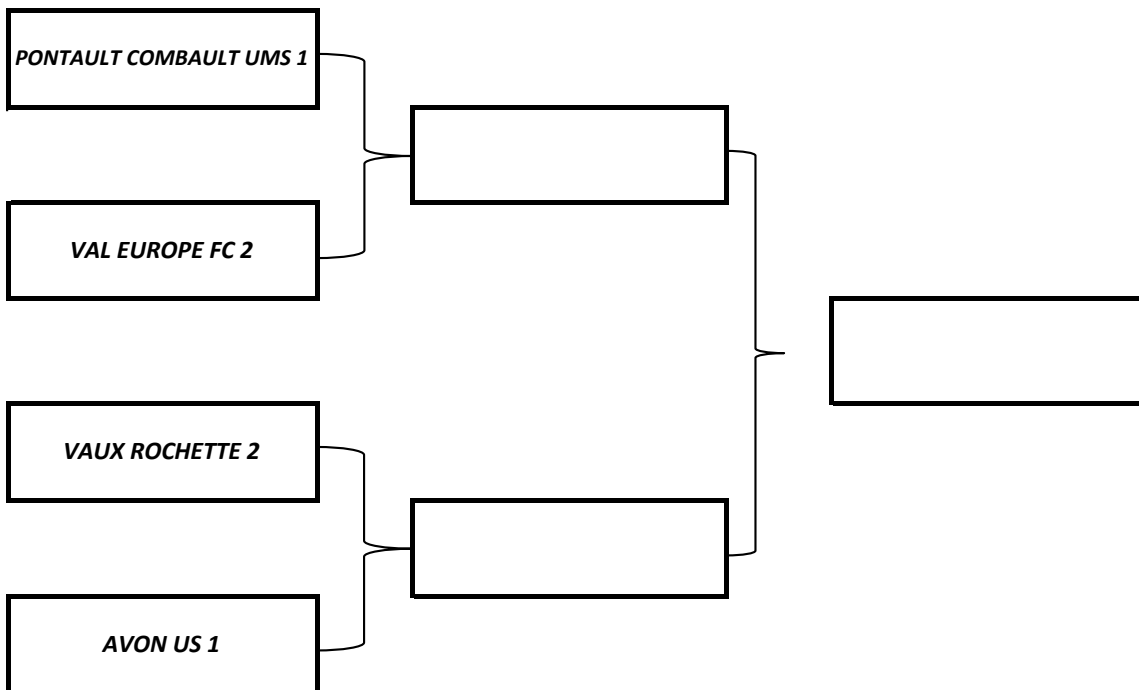 PONTAULT COMBAULT UMS 1
VAL EUROPE FC 2
VAUX ROCHETTE 2
AVON US 1